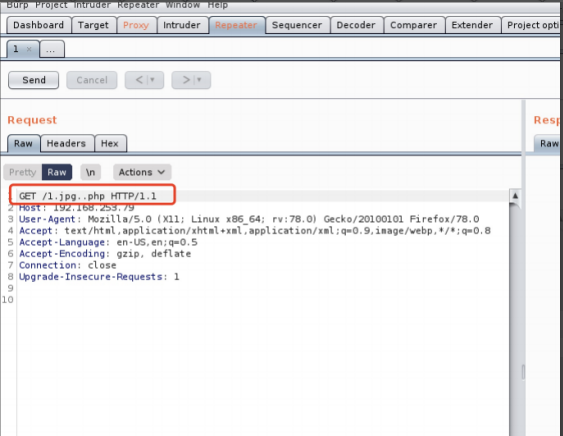 Burp Project Intruder Repeater Window Help
Dashboard Target Proxy Intruder Repeater Sequencer Decoder Comparer Extender Project opti
1 × ...
Send Cancel < | ▾ > | ▾
Request Resp
Raw Headers Hex Raw
Pretty Raw \n Actions
1 GET /1.jpg..php HTTP/1.1
2 Host: 192.168.253.79
3 User-Agent: Mozilla/5.0 (X11; Linux x86_64; rv:78.0) Gecko/20100101 Firefox/78.0
4 Accept: text/html,application/xhtml+xml,application/xml;q=0.9,image/webp,*/*;q=0.8
5 Accept-Language: en-US,en;q=0.5
6 Accept-Encoding: gzip, deflate
7 Connection: close
8 Upgrade-Insecure-Requests: 1
9
10